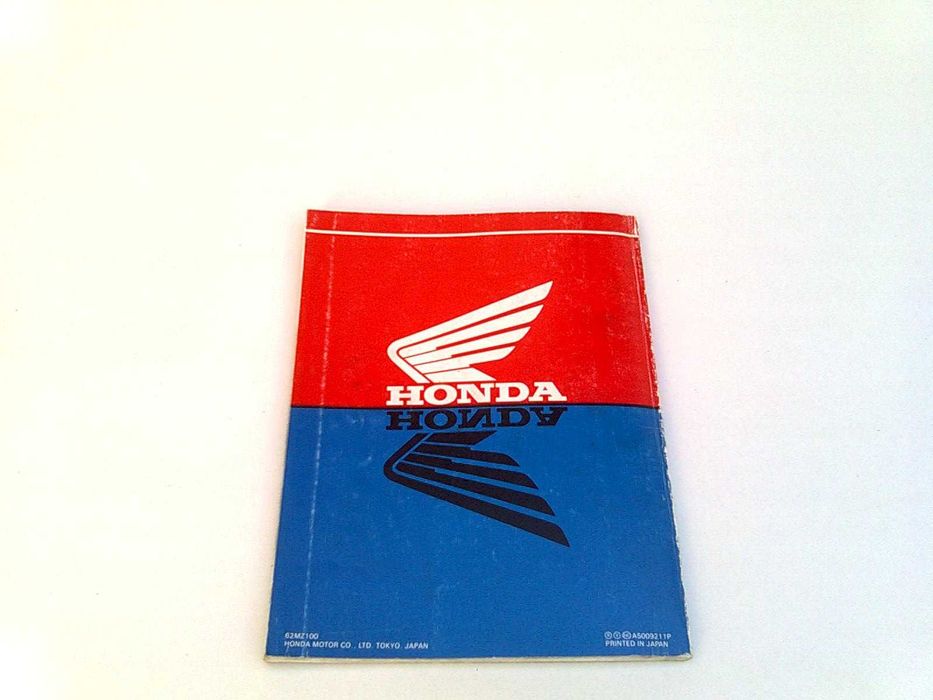 HONDA
HONDA
62MZ100
HONDA MOTOR CO., LTD. TOKYO, JAPAN
A5009211P
PRINTED IN JAPAN